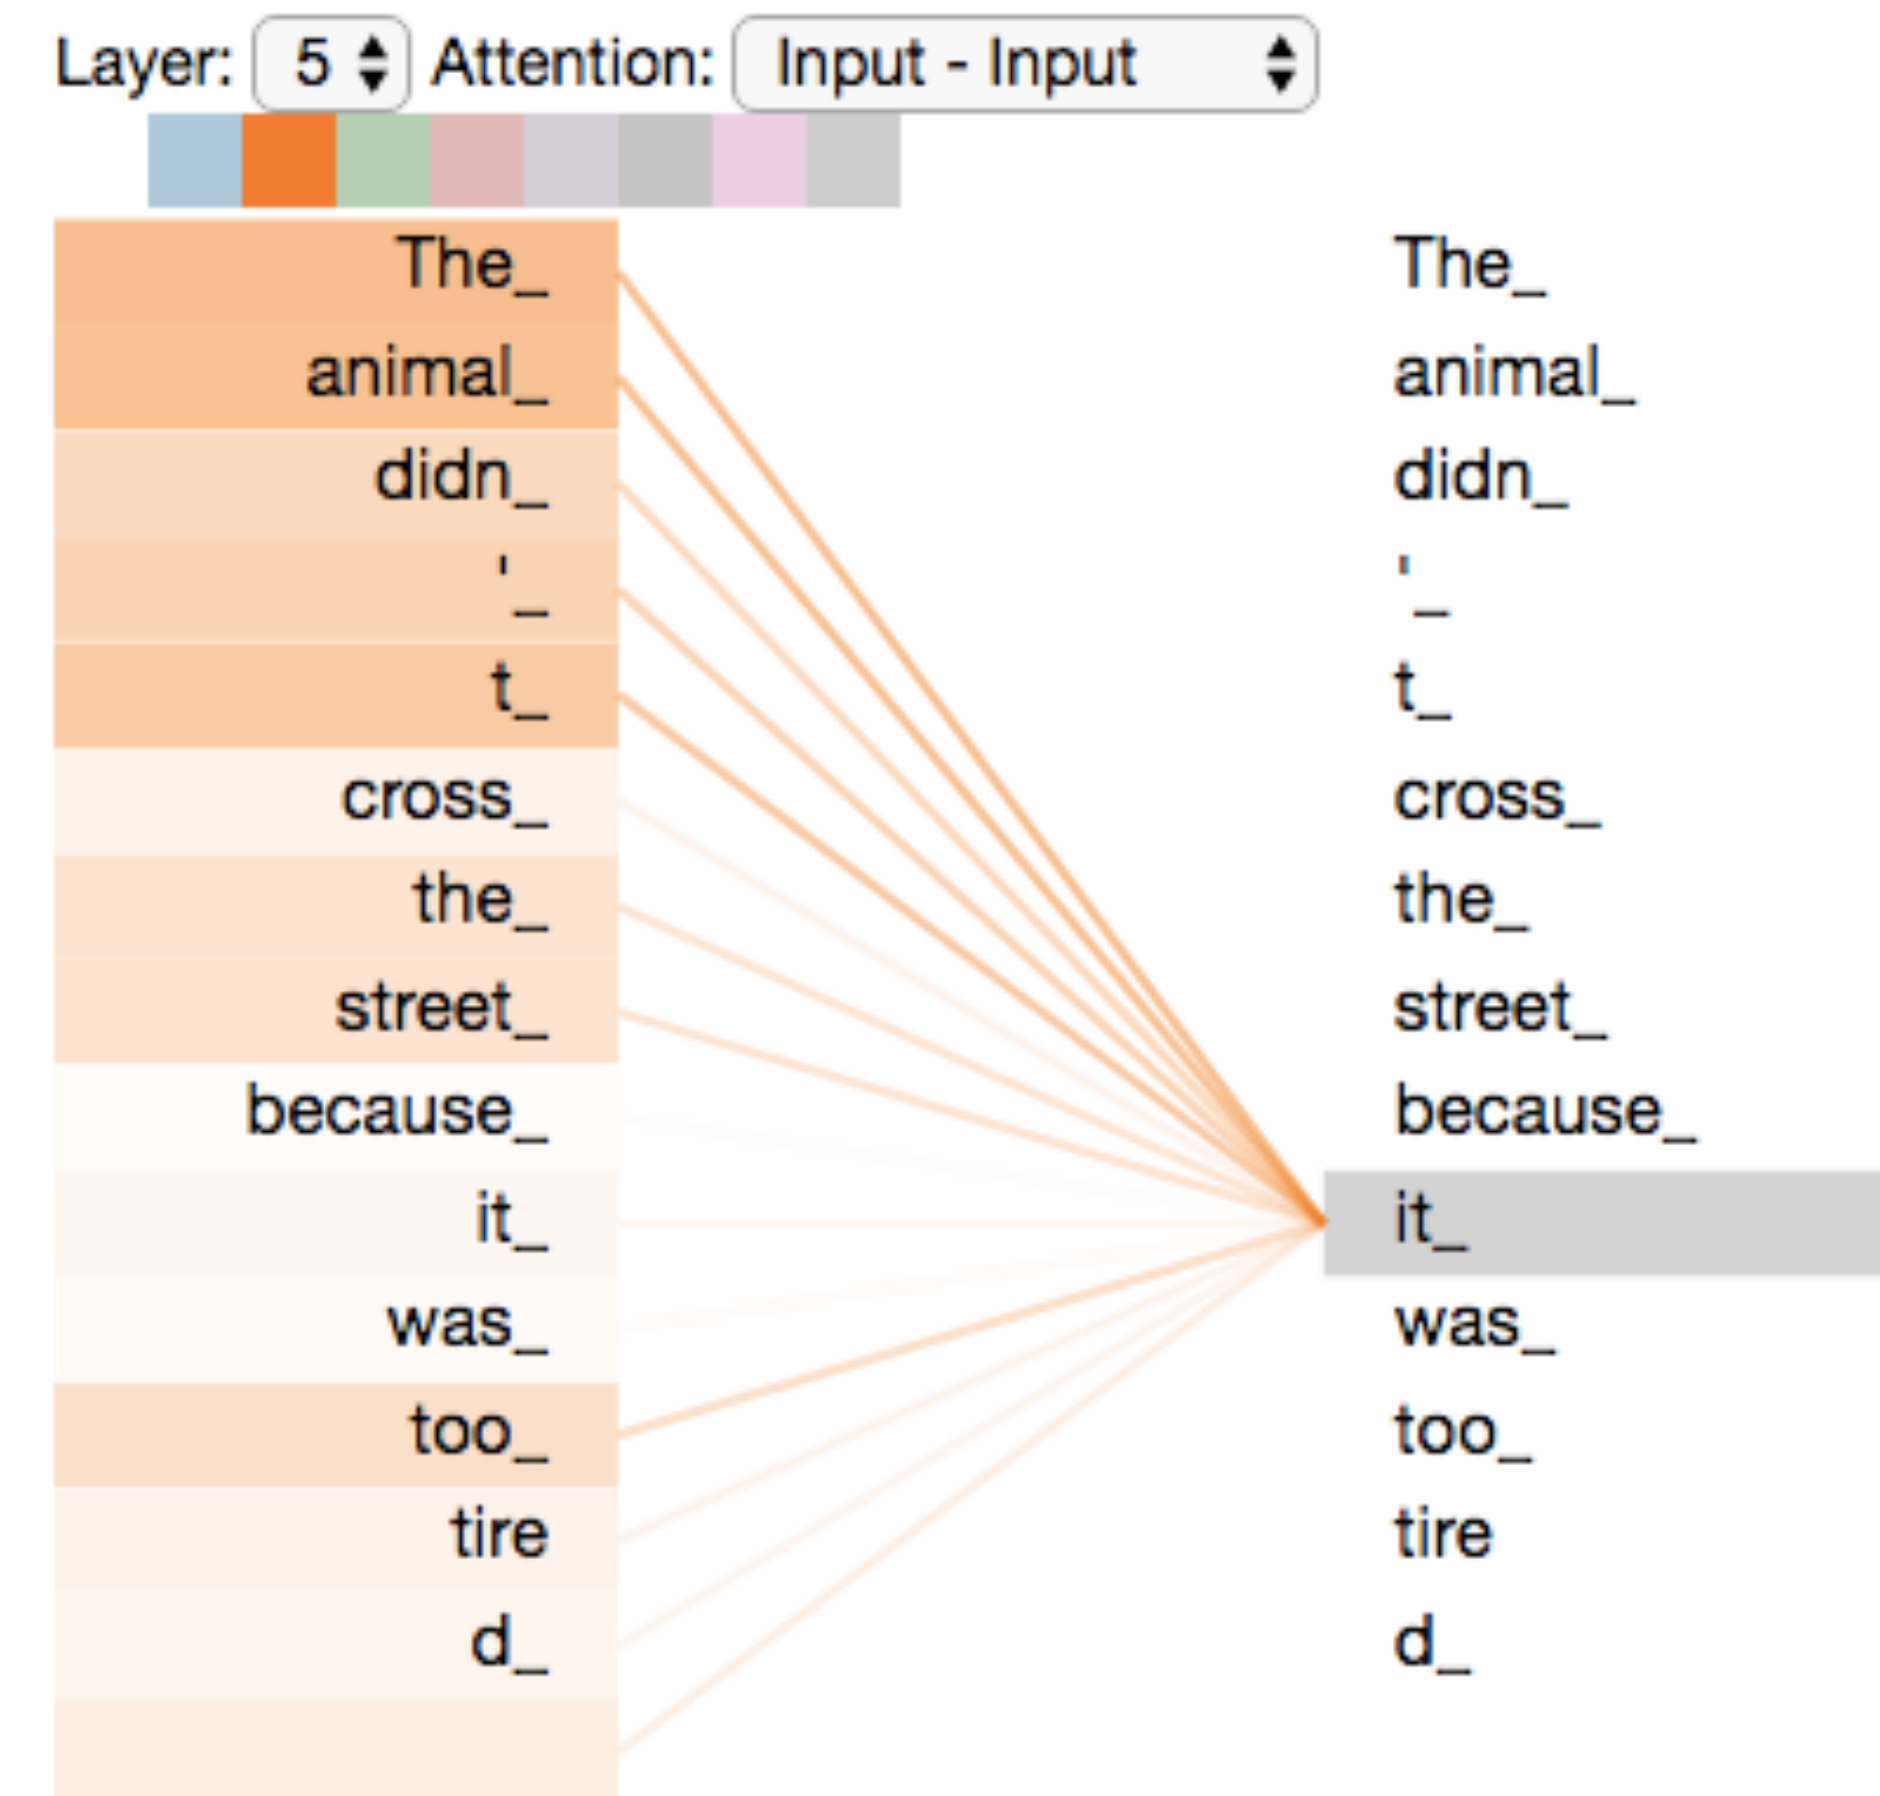 Layer: 5 Attention: Input - Input
The_ The_
animal_ animal_
didn_ didn_
'_ '_
t_ t_
cross_ cross_
the_ the_
street_ street_
because_ because_
it_ it_
was_ was_
too_ too_
tire tire
d_ d_